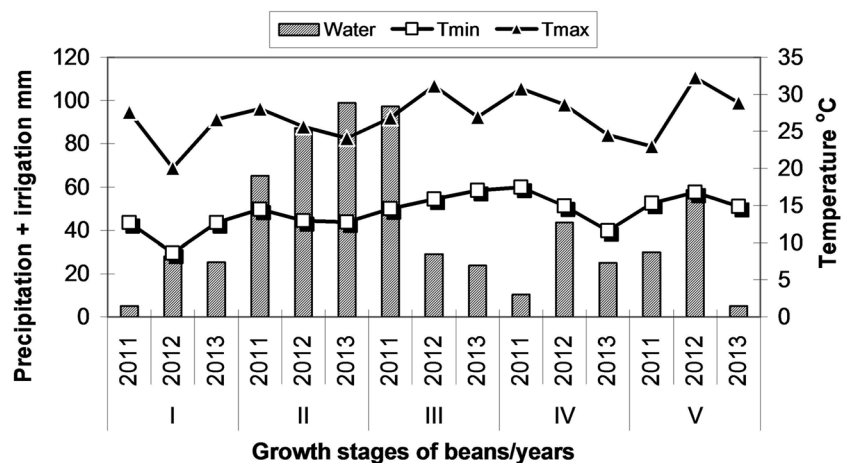 Water Tmin Tmax
Precipitation + irrigation mm
120
100
80
60
40
20
0
35
30
25
20
15
10
5
0
Temperature °C
2011 2012 2013 2011 2012 2013 2011 2012 2013 2011 2012 2013 2011 2012 2013
I II III IV V
Growth stages of beans/years